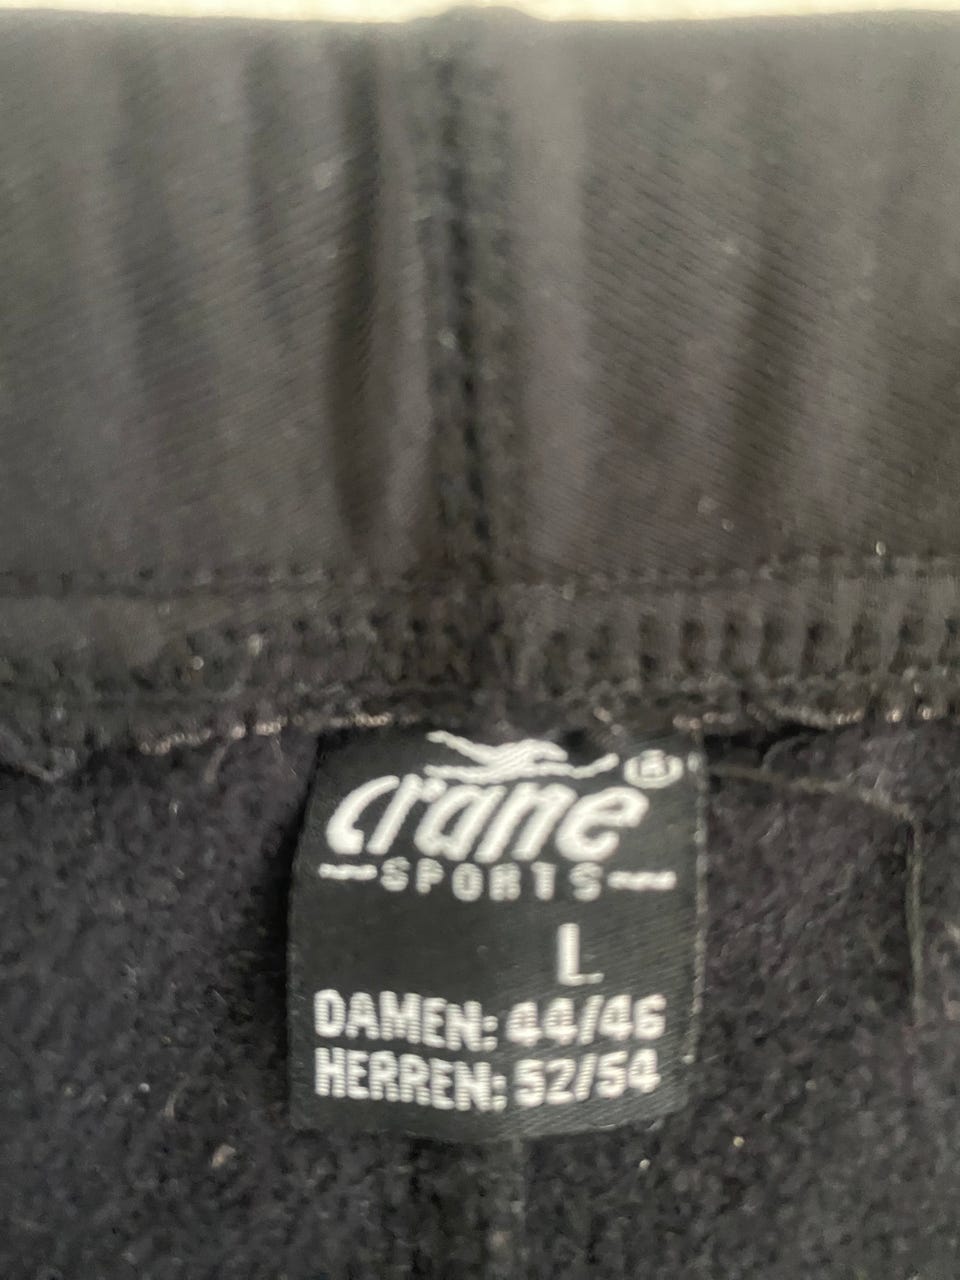 crane®
SPORTS
L
DAMEN: 44/46
HERREN: 52/54